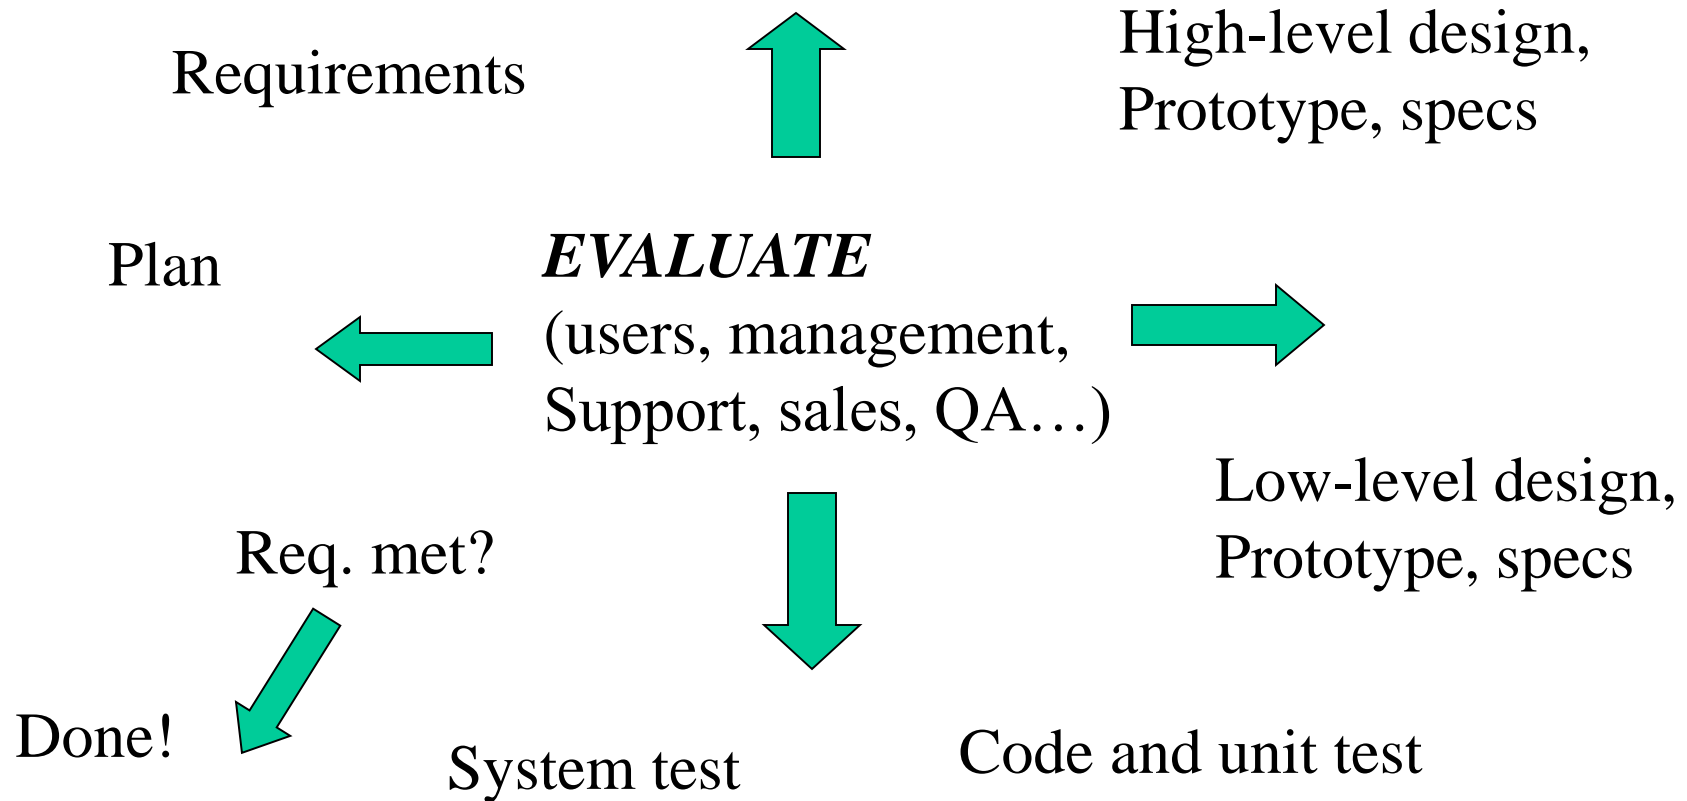 Requirements
High-level design,
Prototype, specs
Plan
EVALUATE
(users, management,
Support, sales, QA…)
Low-level design,
Prototype, specs
Req. met?
Done!
System test
Code and unit test